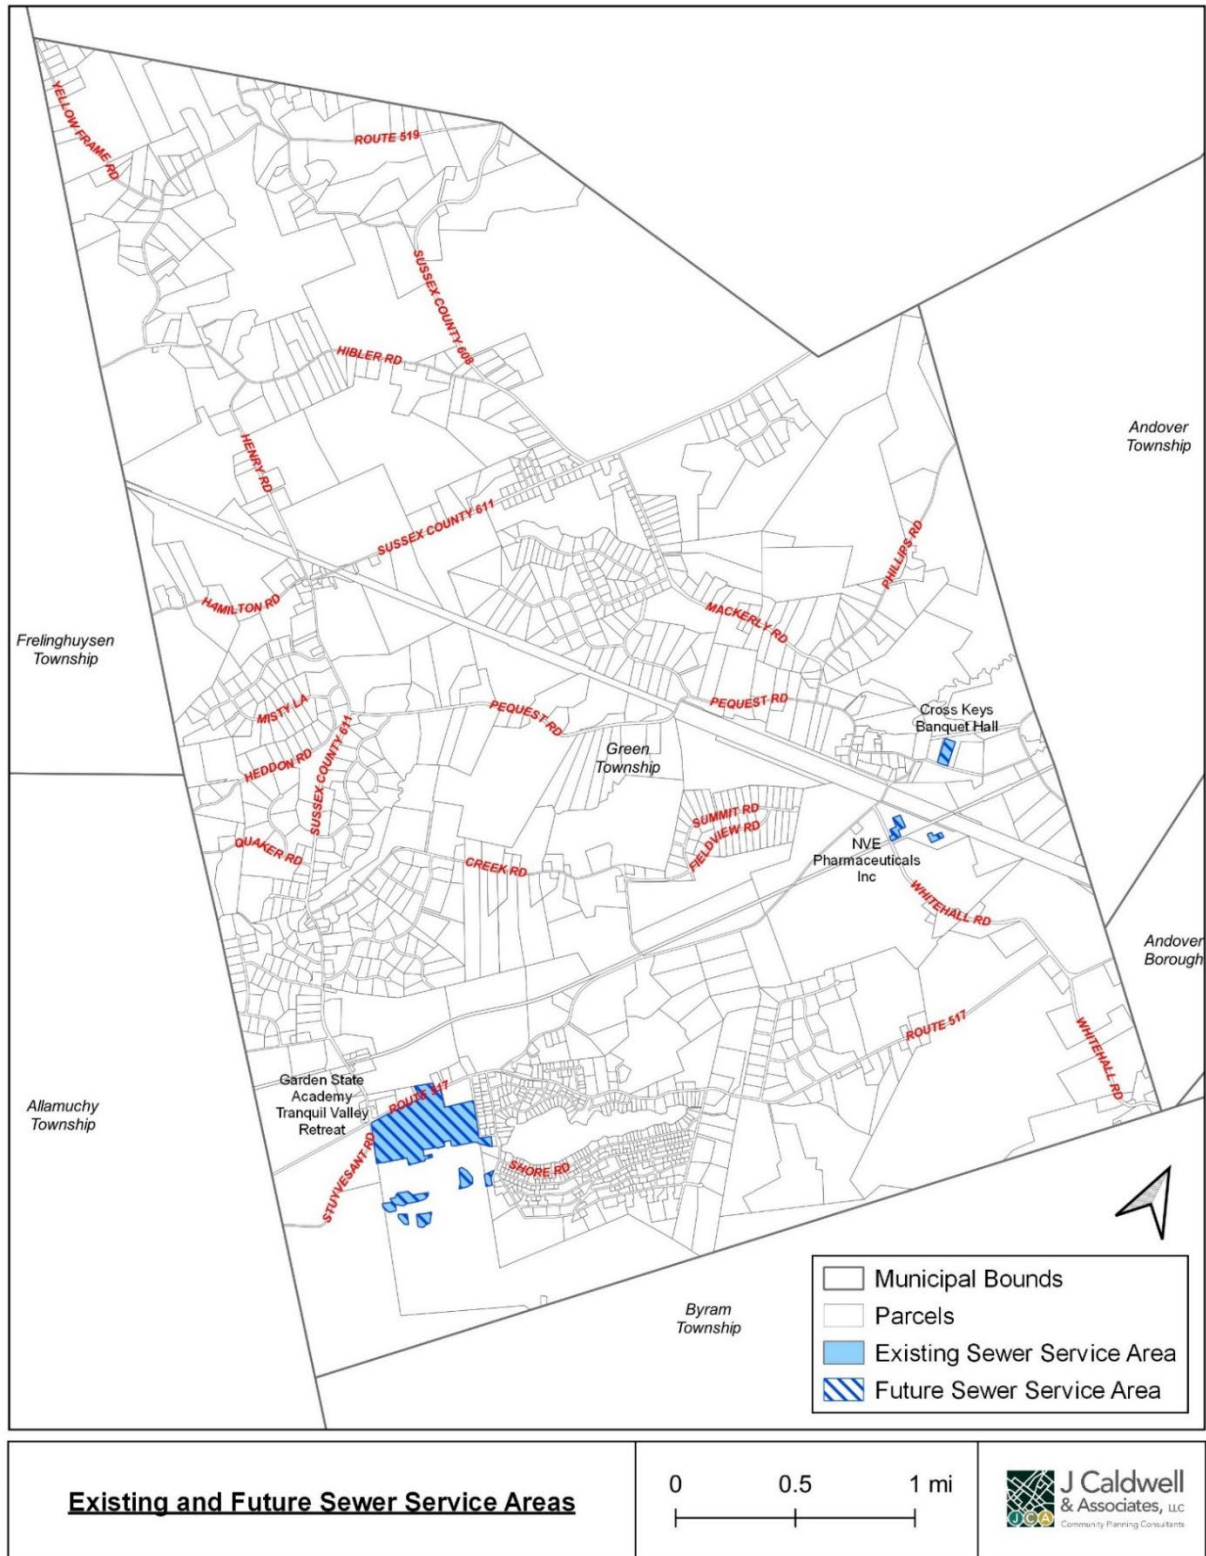 YELLOW FRAME RD
ROUTE 519
SUSSEX COUNTY 608
HIBLER RD
HENRY RD
SUSSEX COUNTY 611
HAMILTON RD
Andover
Township
PHILLIPS RD
MACKERLY RD
Frelinghuysen
Township
MISTY LA
PEQUEST RD
PEQUEST RD
Cross Keys
Banquet Hall
Green
Township
HEDDON RD
SUSSEX COUNTY 611
SUMMIT RD
FIELDVIEW RD
QUAKER RD
CREEK RD
NVE
Pharmaceuticals
Inc
WHITEHALL RD
Andover
Borough
ROUTE 517
WHITEHALL RD
Garden State
Academy
Tranquil Valley
Retreat
ROUTE 517
Allamuchy
Township
STUYVESANT RD
SHORE RD
Byram
Township
Municipal Bounds
Parcels
Existing Sewer Service Area
Future Sewer Service Area
Existing and Future Sewer Service Areas
0 0.5 1 mi
JCA
J Caldwell
& Associates, LLC
Community Planning Consultants